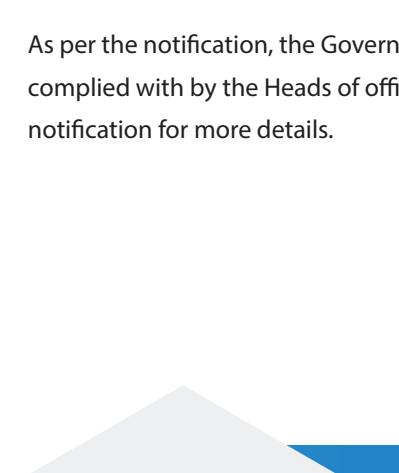 As per the notification, the Govern
complied with by the Heads of offi
notification for more details.